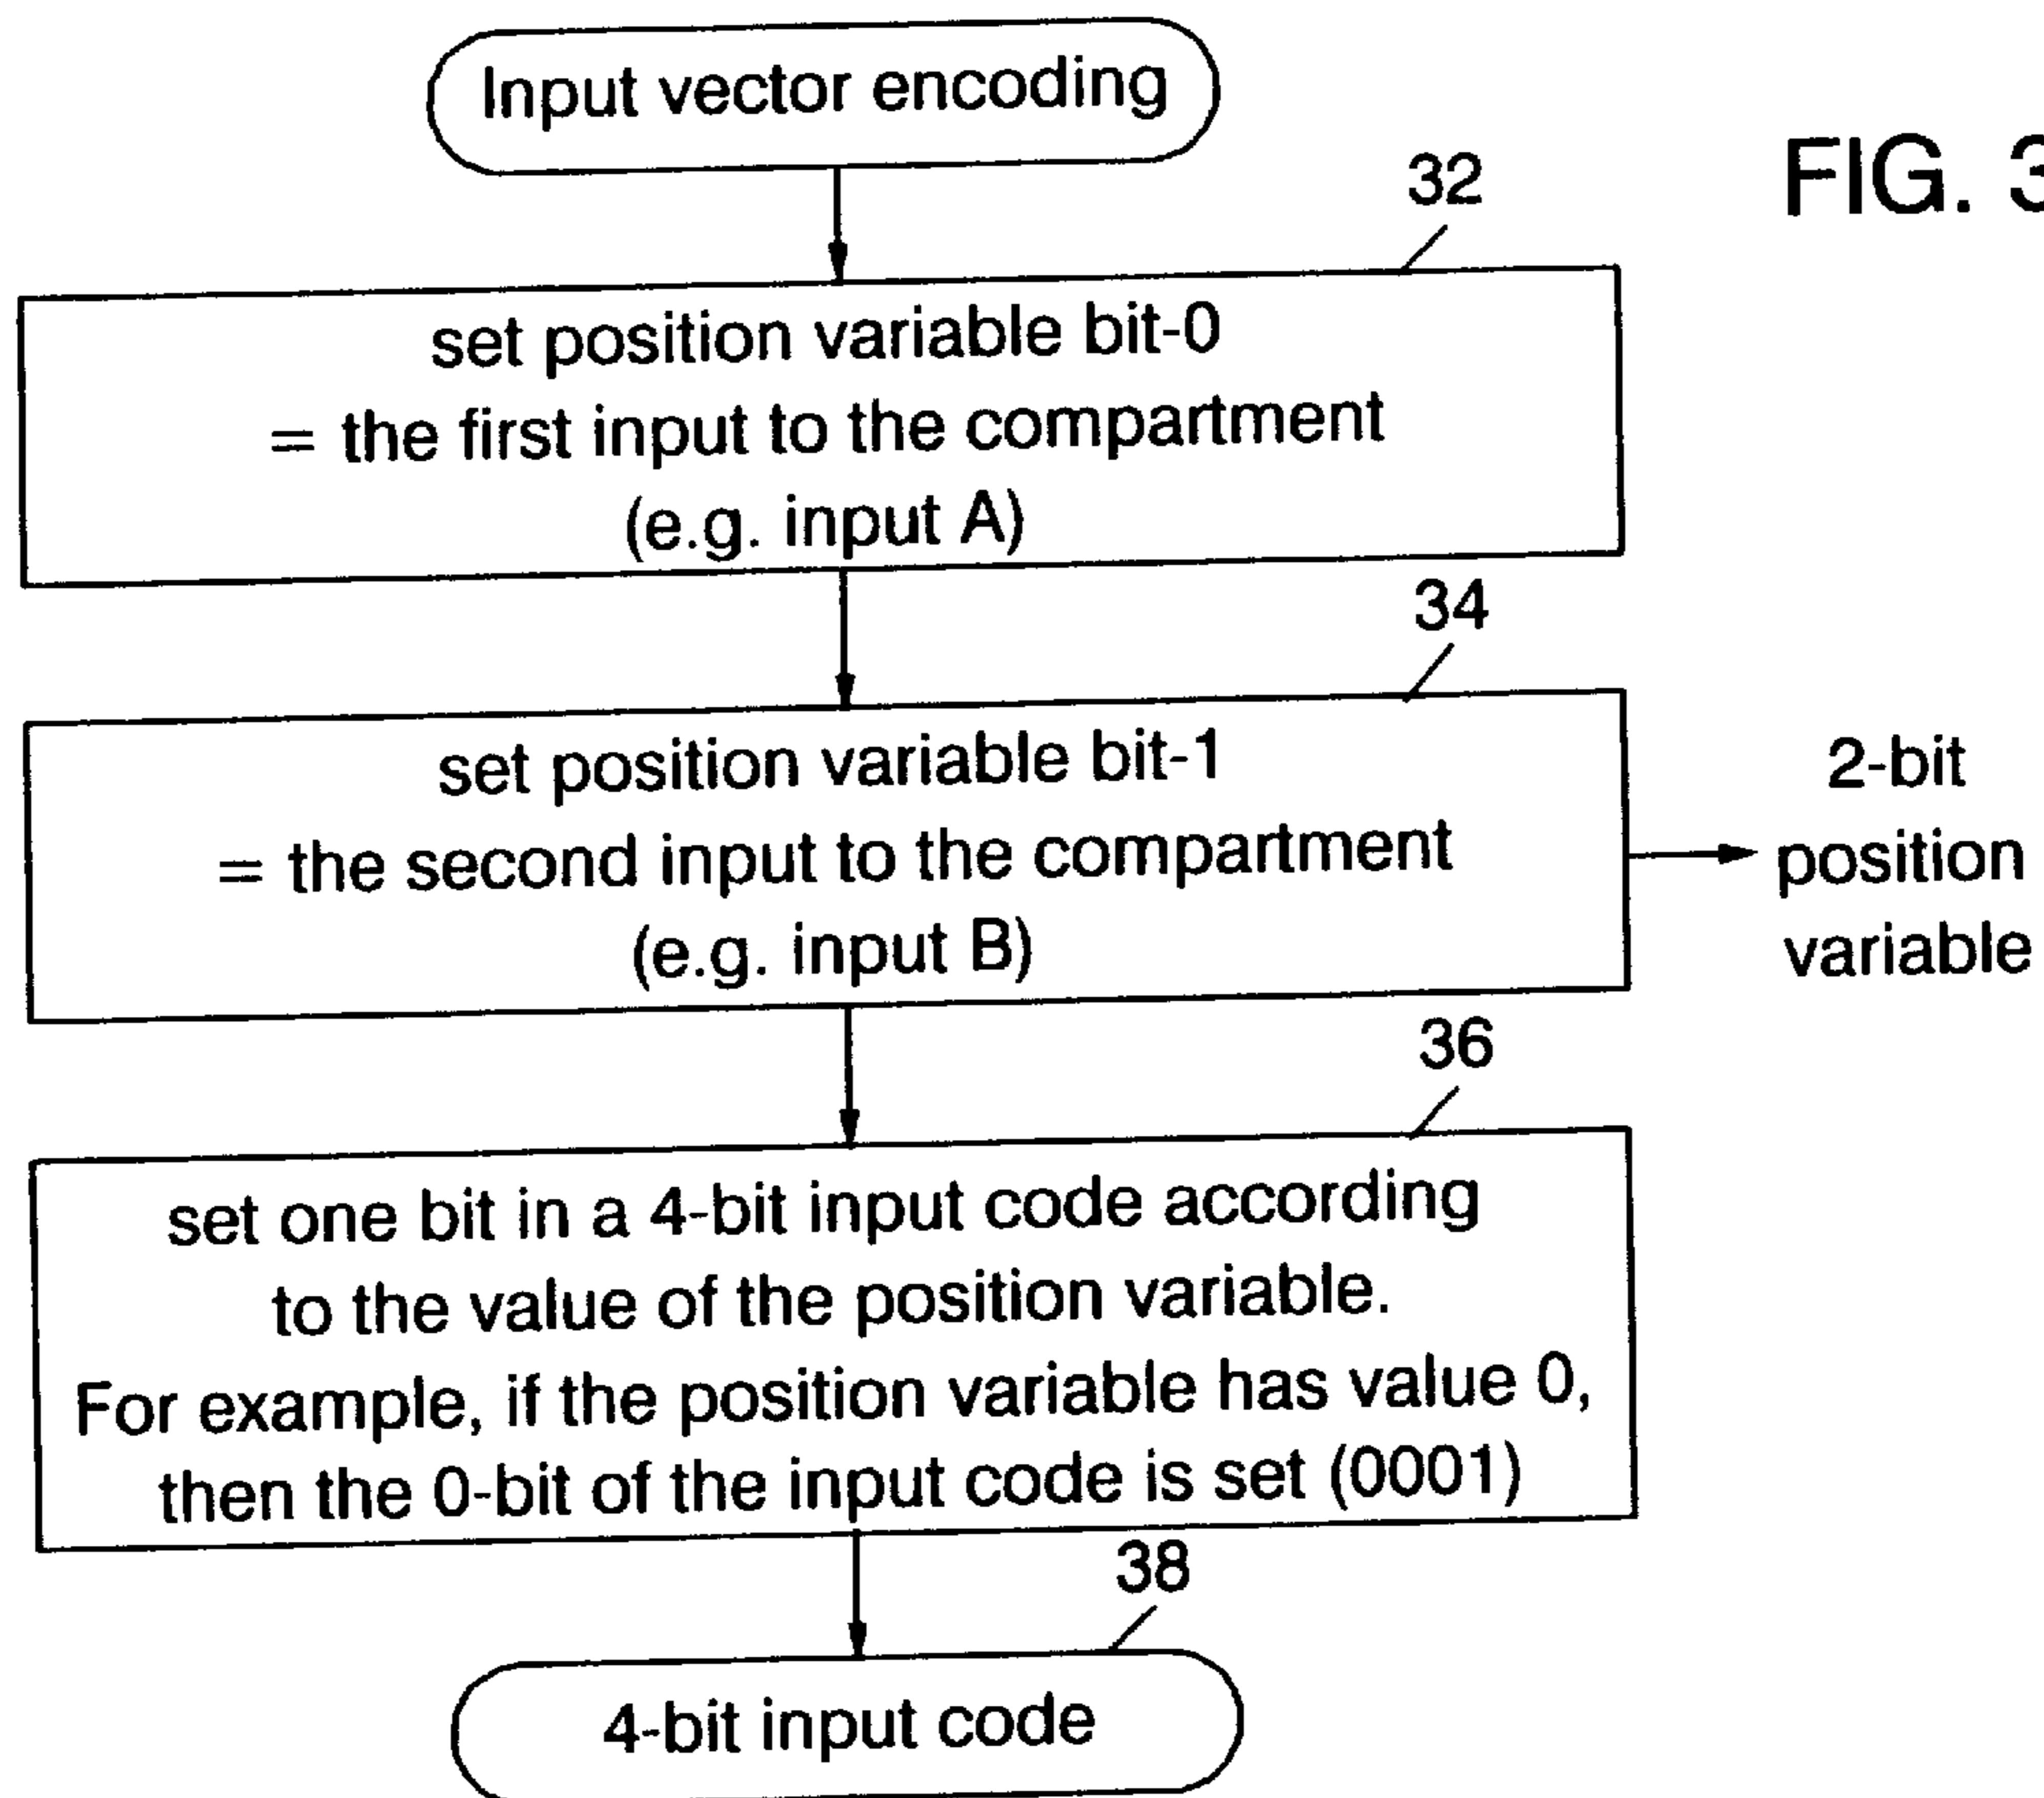 Input vector encoding
FIG. 3
32
set position variable bit-0
= the first input to the compartment
(e.g. input A)
34
set position variable bit-1
= the second input to the compartment
(e.g. input B)
2-bit
position
variable
36
set one bit in a 4-bit input code according
to the value of the position variable.
For example, if the position variable has value 0,
then the 0-bit of the input code is set (0001)
38
4-bit input code